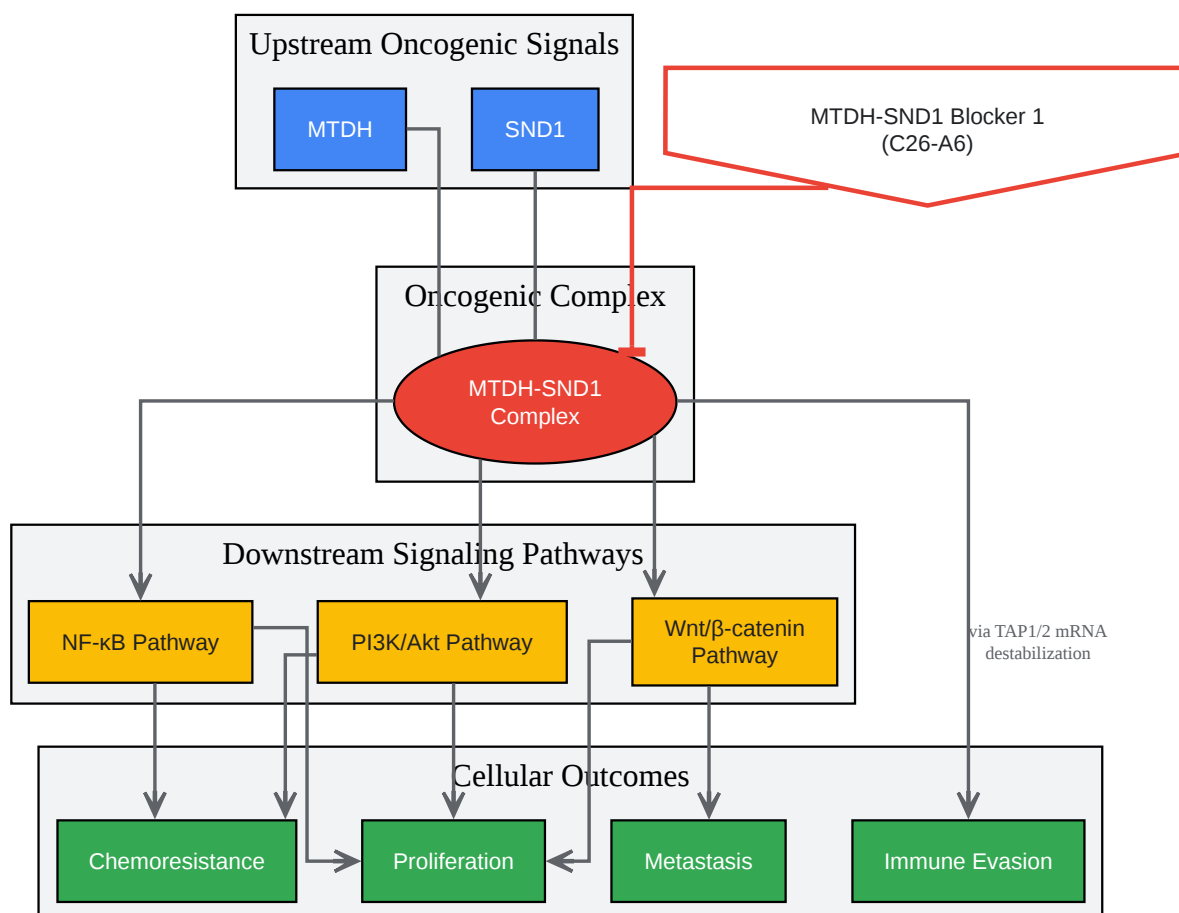 Upstream Oncogenic Signals
MTDH
SND1
MTDH-SND1 Blocker 1
(C26-A6)
Oncogenic Complex
MTDH-SND1
Complex
Downstream Signaling Pathways
NF-κB Pathway
PI3K/Akt Pathway
Wnt/β-catenin
Pathway
via TAP1/2 mRNA
destabilization
Cellular Outcomes
Chemoresistance
Proliferation
Metastasis
Immune Evasion